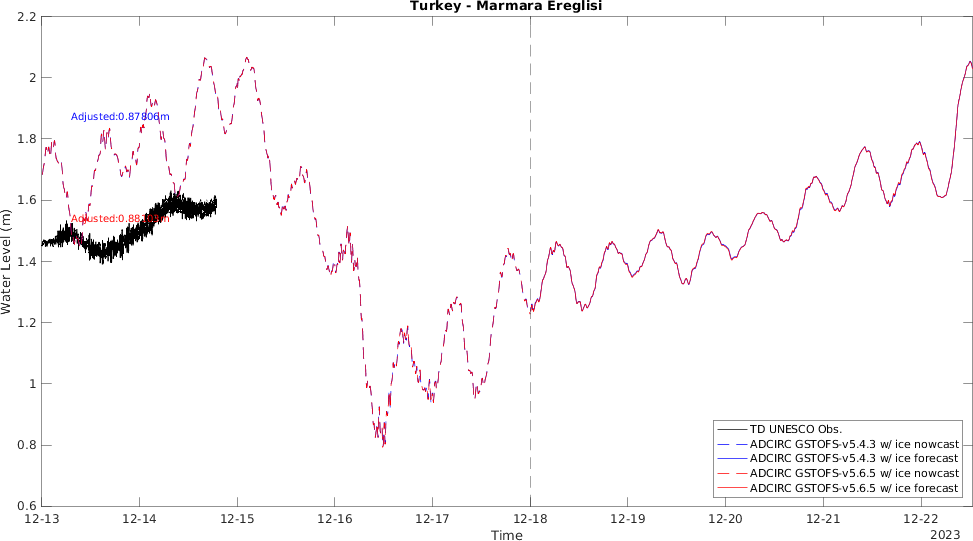 Turkey - Marmara Ereglisi
2.2
2
1.8
1.6
1.4
1.2
1
0.8
0.6
Water Level (m)
Adjusted:0.87806m
TD UNESCO Obs.
ADCIRC GSTOFS-v5.4.3 w/ ice nowcast
ADCIRC GSTOFS-v5.4.3 w/ ice forecast
ADCIRC GSTOFS-v5.6.5 w/ ice nowcast
ADCIRC GSTOFS-v5.6.5 w/ ice forecast
12-13 12-14 12-15 12-16 12-17 12-18 12-19 12-20 12-21 12-22
Time
2023